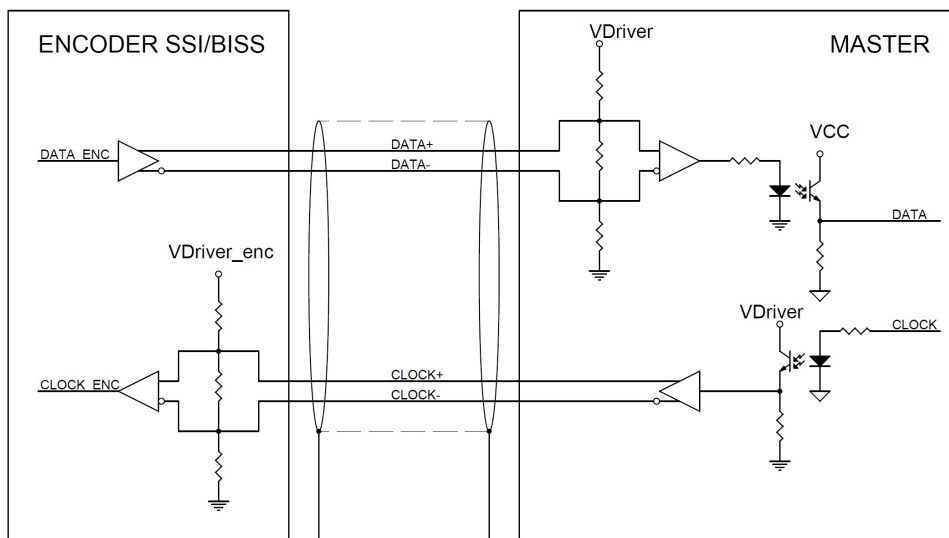 ENCODER SSI/BISS
VDriver
MASTER
VCC
DATA_ENC
DATA+
DATA-
DATA
VDriver_enc
VDriver
CLOCK
CLOCK+
CLOCK_ENC
CLOCK-